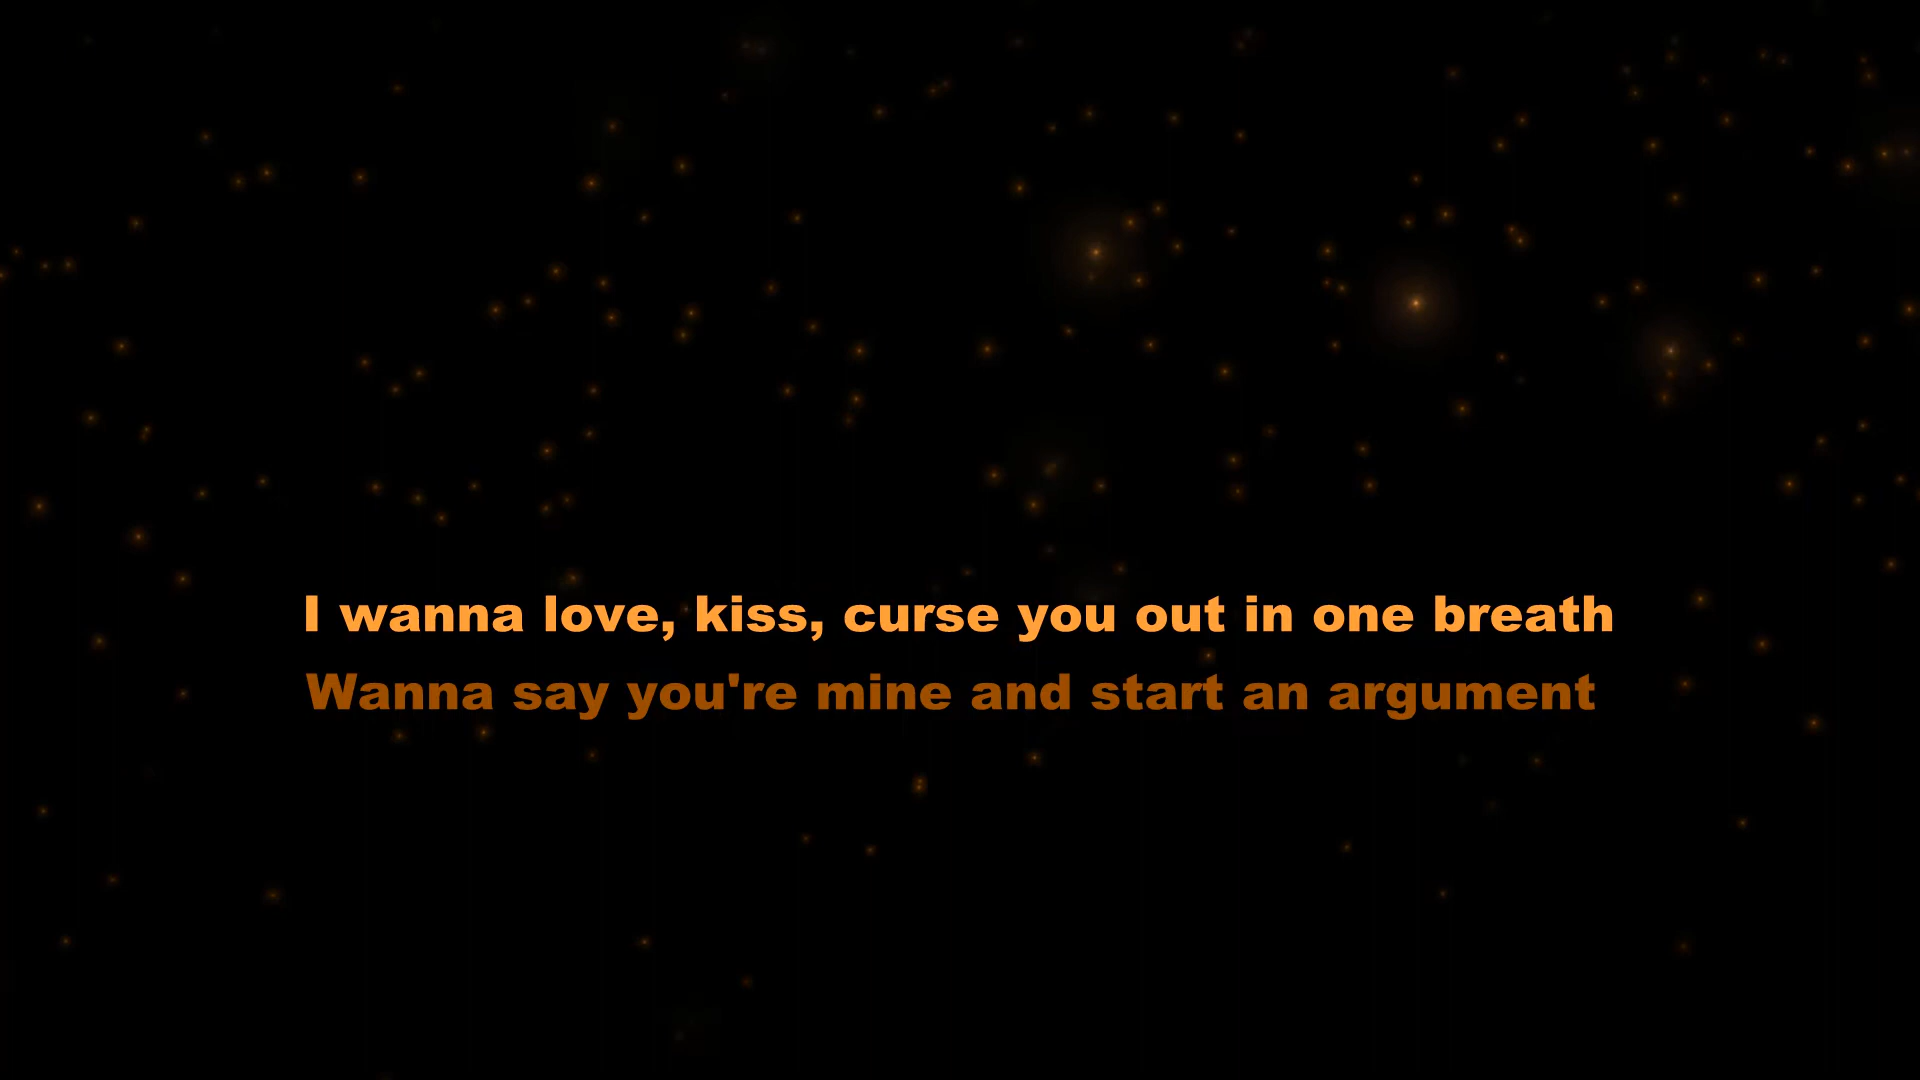 I wanna love, kiss, curse you out in one breath
Wanna say you're mine and start an argument